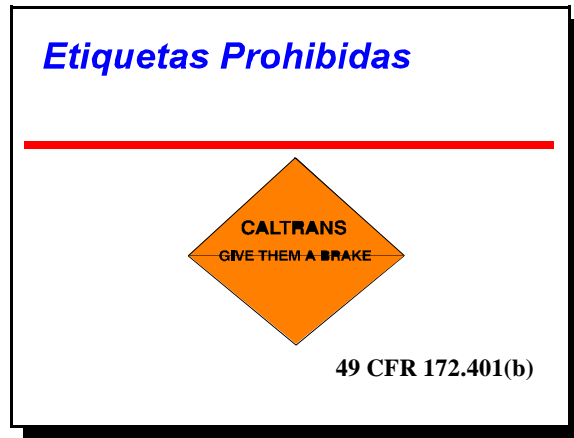 Etiquetas Prohibidas
CALTRANS
GIVE THEM A BRAKE
49 CFR 172.401(b)